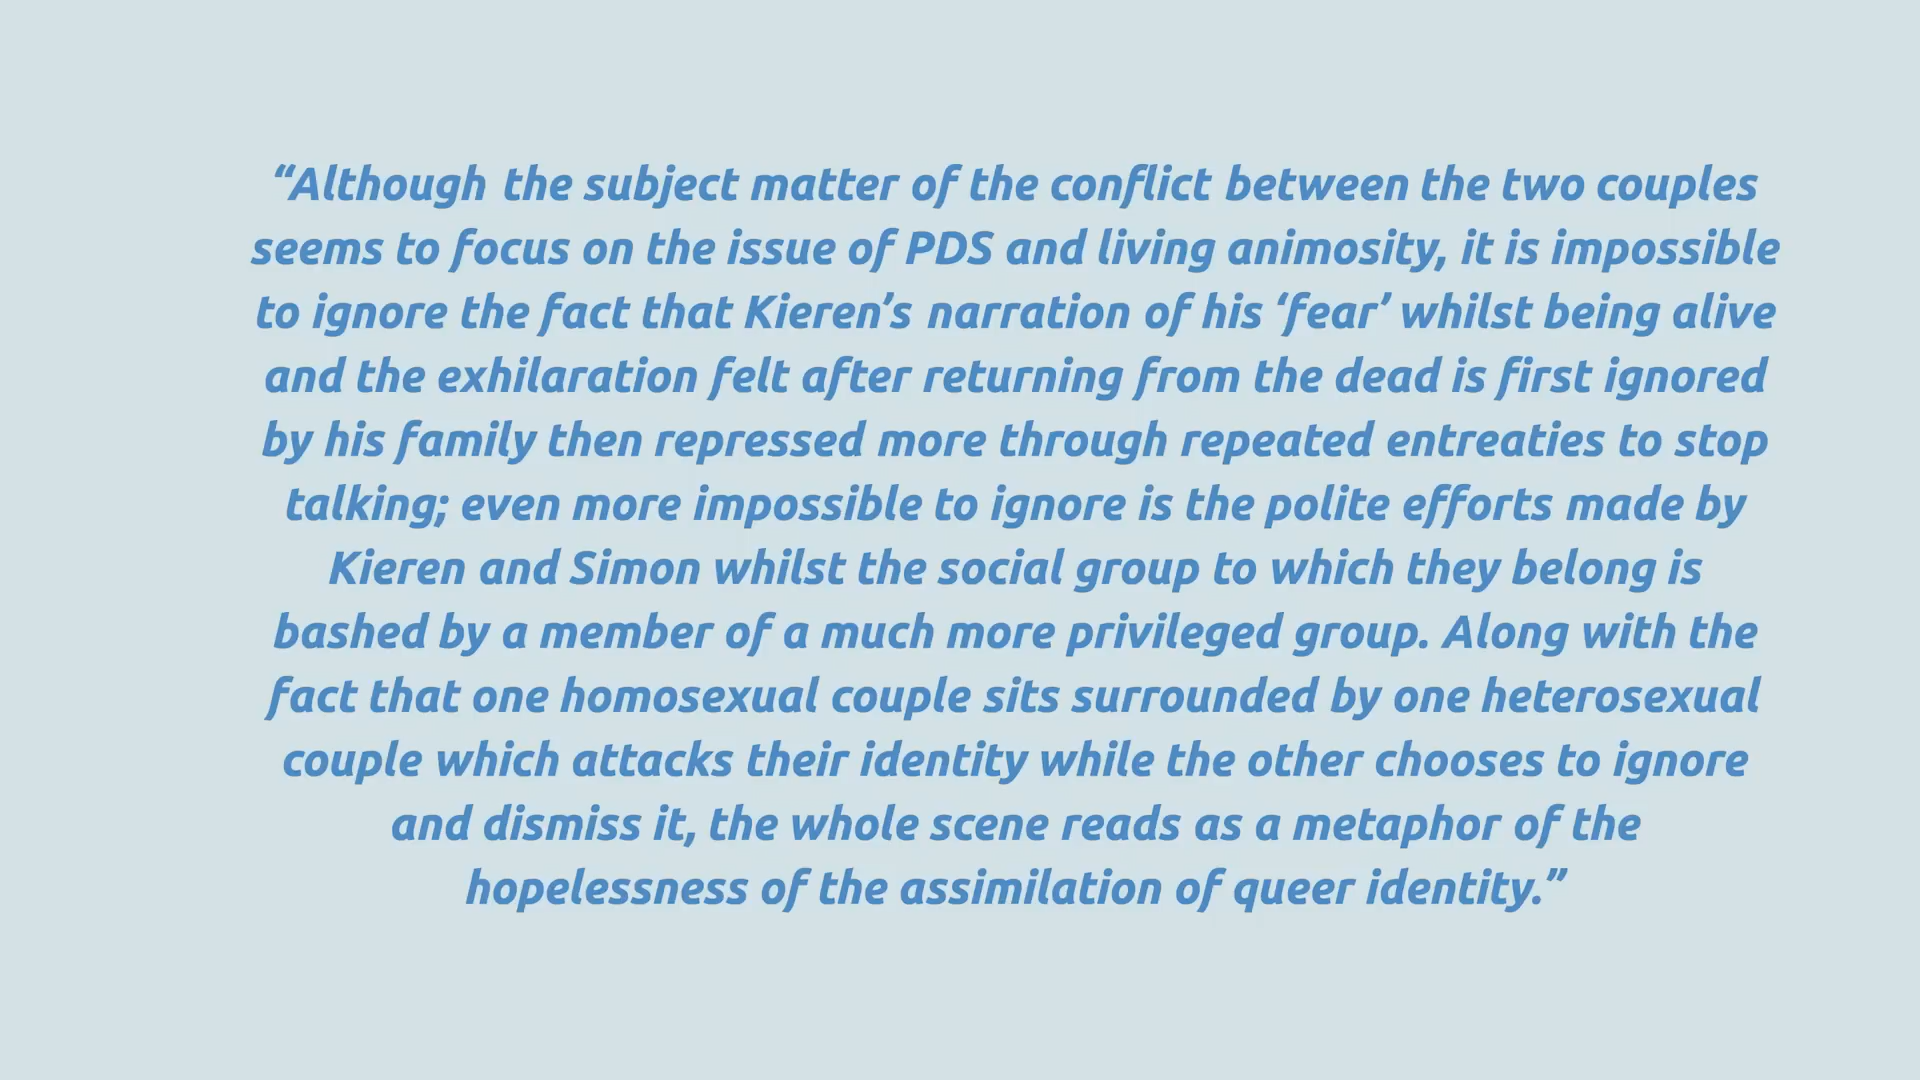 “Although the subject matter of the conflict between the two couples
seems to focus on the issue of PDS and living animosity, it is impossible
to ignore the fact that Kieren’s narration of his ‘fear’ whilst being alive
and the exhilaration felt after returning from the dead is first ignored
by his family then repressed more through repeated entreaties to stop
talking; even more impossible to ignore is the polite efforts made by
Kieren and Simon whilst the social group to which they belong is
bashed by a member of a much more privileged group. Along with the
fact that one homosexual couple sits surrounded by one heterosexual
couple which attacks their identity while the other chooses to ignore
and dismiss it, the whole scene reads as a metaphor of the
hopelessness of the assimilation of queer identity.”